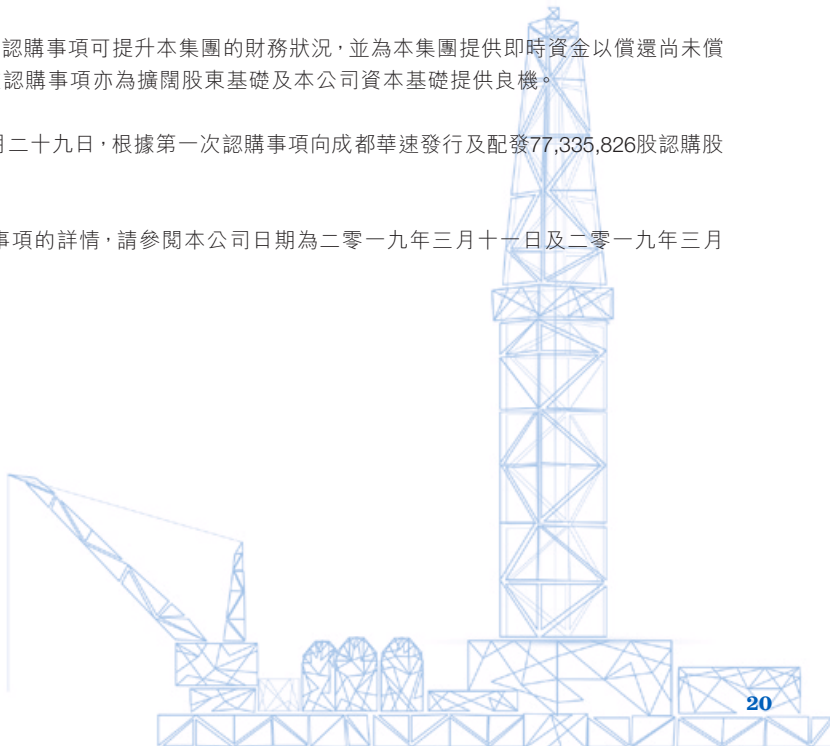 認購事項可提升本集團的財務狀況，並為本集團提供即時資金以償還尚未償
認購事項亦為擴闊股東基礎及本公司資本基礎提供良機。
月二十九日，根據第一次認購事項向成都華速發行及配發77,335,826股認購股
事項的詳情，請參閱本公司日期為二零一九年三月十一日及二零一九年三月
20